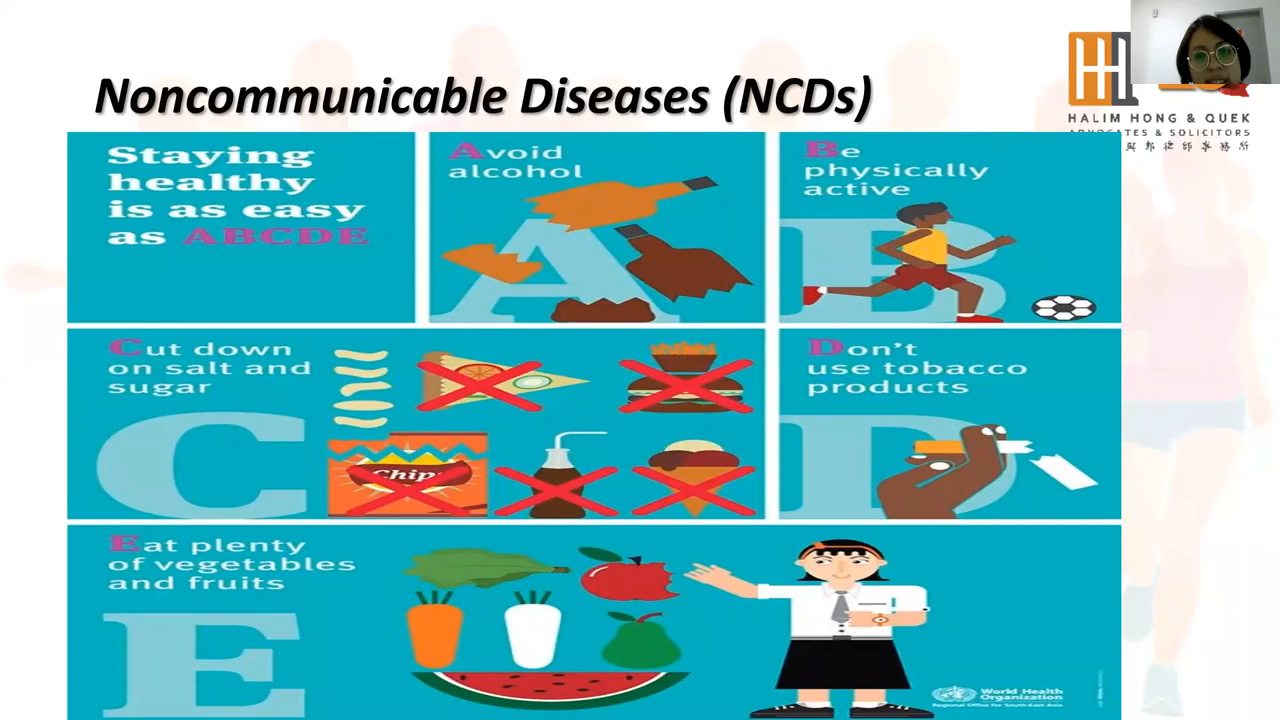 Noncommunicable Diseases (NCDs)
HALIM HONG & QUEK
ADVOCATES & SOLICITORS
Staying
healthy
is as easy
as ABCDE
Avoid
alcohol
Be
physically
active
A
B
Cut down
on salt and
sugar
Chips
C
Don't
use tobacco
products
D
Eat plenty
of vegetables
and fruits
E
World Health
Organization
Regional Office for South-East Asia